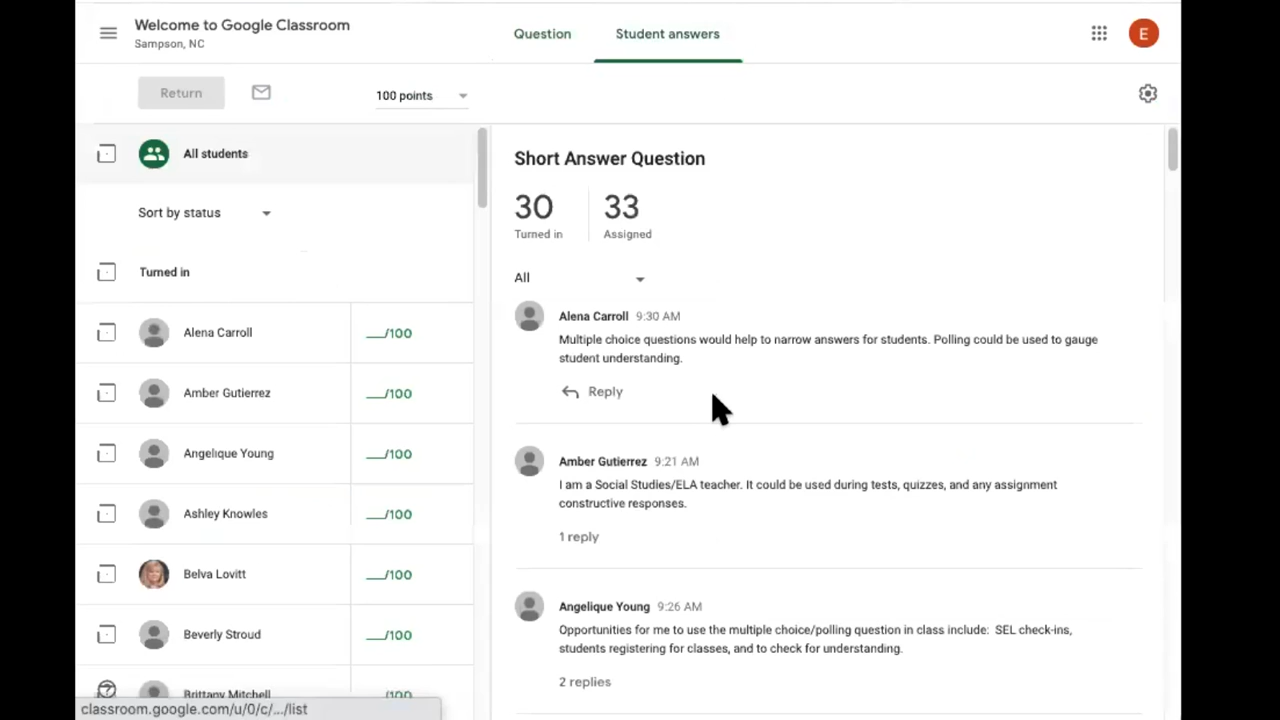 Welcome to Google Classroom
Sampson, NC
Question
Student answers
E
Return
100 points
All students
Sort by status
Turned in
Alena Carroll
__/100
Amber Gutierrez
__/100
Angelique Young
__/100
Ashley Knowles
__/100
Belva Lovitt
__/100
Beverly Stroud
__/100
Brittany Mitchell
/100
classroom.google.com/u/0/c/.../list
Short Answer Question
30
33
Turned in
Assigned
All
Alena Carroll 9:30 AM
Multiple choice questions would help to narrow answers for students. Polling could be used to gauge
student understanding.
Reply
Amber Gutierrez 9:21 AM
I am a Social Studies/ELA teacher. It could be used during tests, quizzes, and any assignment
constructive responses.
1 reply
Angelique Young 9:26 AM
Opportunities for me to use the multiple choice/polling question in class include: SEL check-ins,
students registering for classes, and to check for understanding.
2 replies